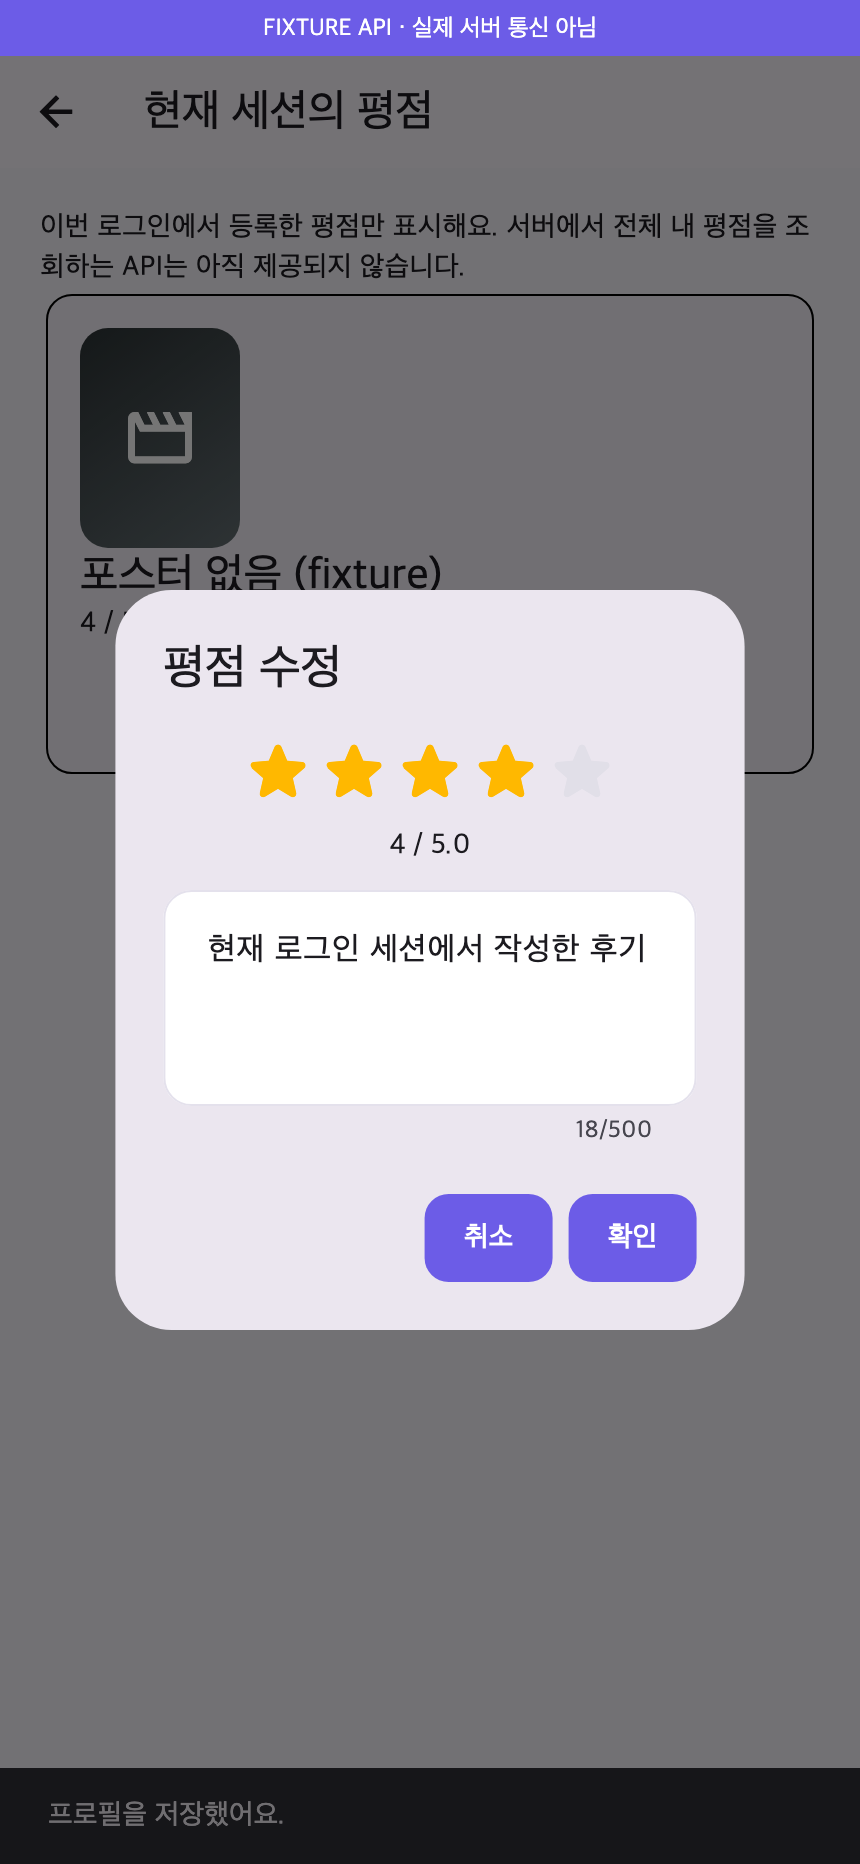 FIXTURE API · 실제 서버 통신 아님
현재 세션의 평점
이번 로그인에서 등록한 평점만 표시해요. 서버에서 전체 내 평점을 조
회하는 API는 아직 제공되지 않습니다.
포스터 없음 (fixture)
4 /
평점 수정
4 / 5.0
현재 로그인 세션에서 작성한 후기
18/500
취소
확인
프로필을 저장했어요.